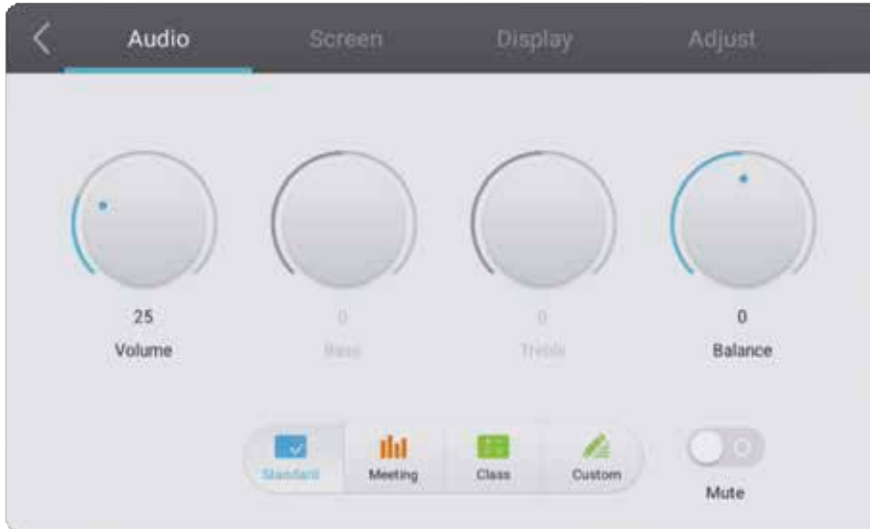 Audio Screen Display Adjust
25 0 0 0
Volume Bass Treble Balance
Standard Meeting Class Custom
Mute